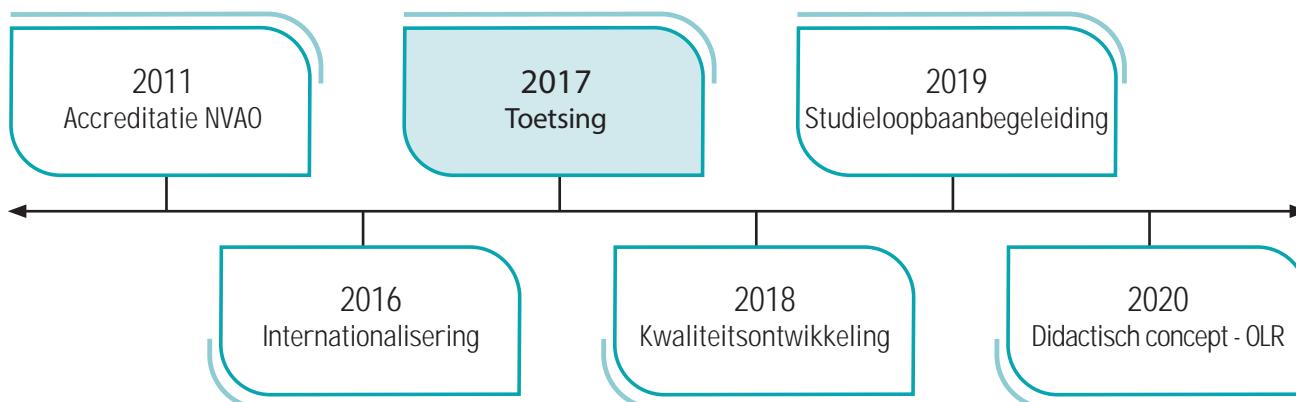 2011
Accreditatie NVAO
2017
Toetsing
2019
Studieloopbaanbegeleiding
2016
Internationalisering
2018
Kwaliteitsontwikkeling
2020
Didactisch concept - OLR